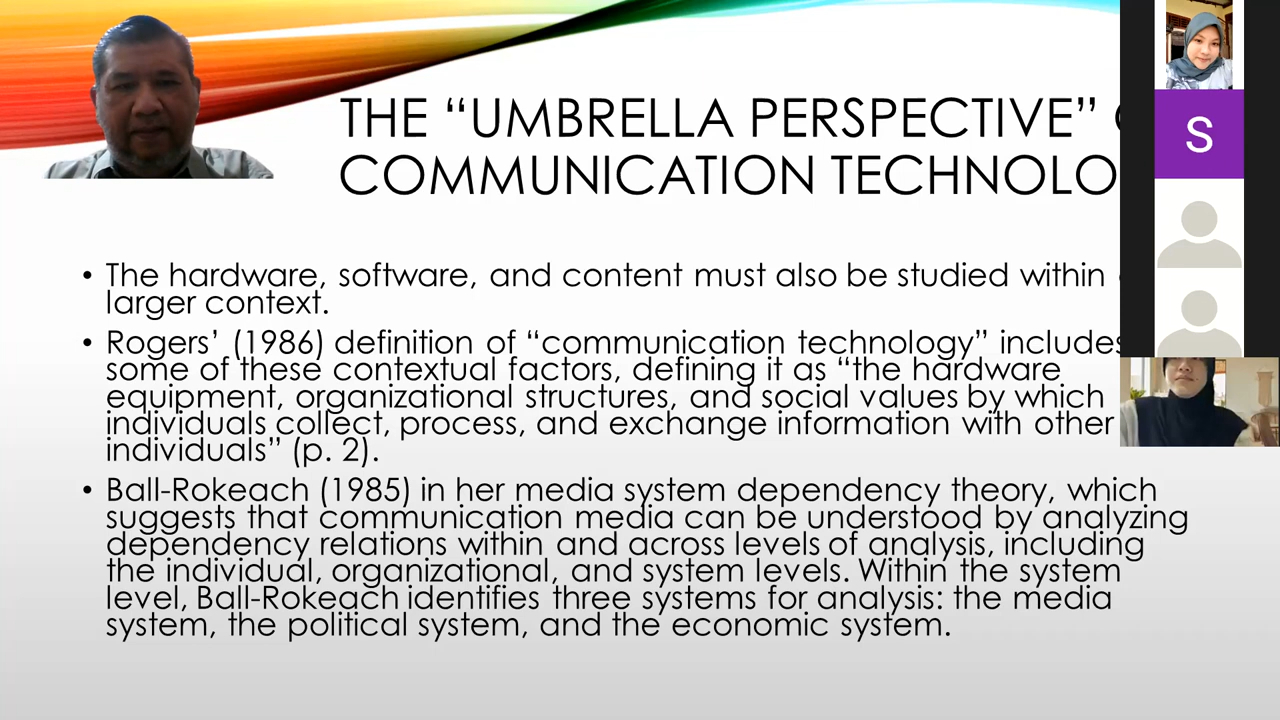 THE “UMBRELLA PERSPECTIVE”
COMMUNICATION TECHNOLO
S
• The hardware, software, and content must also be studied within
larger context.
• Rogers’ (1986) definition of “communication technology” includes
some of these contextual factors, defining it as “the hardware
equipment, organizational structures, and social values by which
individuals collect, process, and exchange information with other
individuals” (p. 2).
• Ball-Rokeach (1985) in her media system dependency theory, which
suggests that communication media can be understood by analyzing
dependency relations within and across levels of analysis, including
the individual, organizational, and system levels. Within the system
level, Ball-Rokeach identifies three systems for analysis: the media
system, the political system, and the economic system.